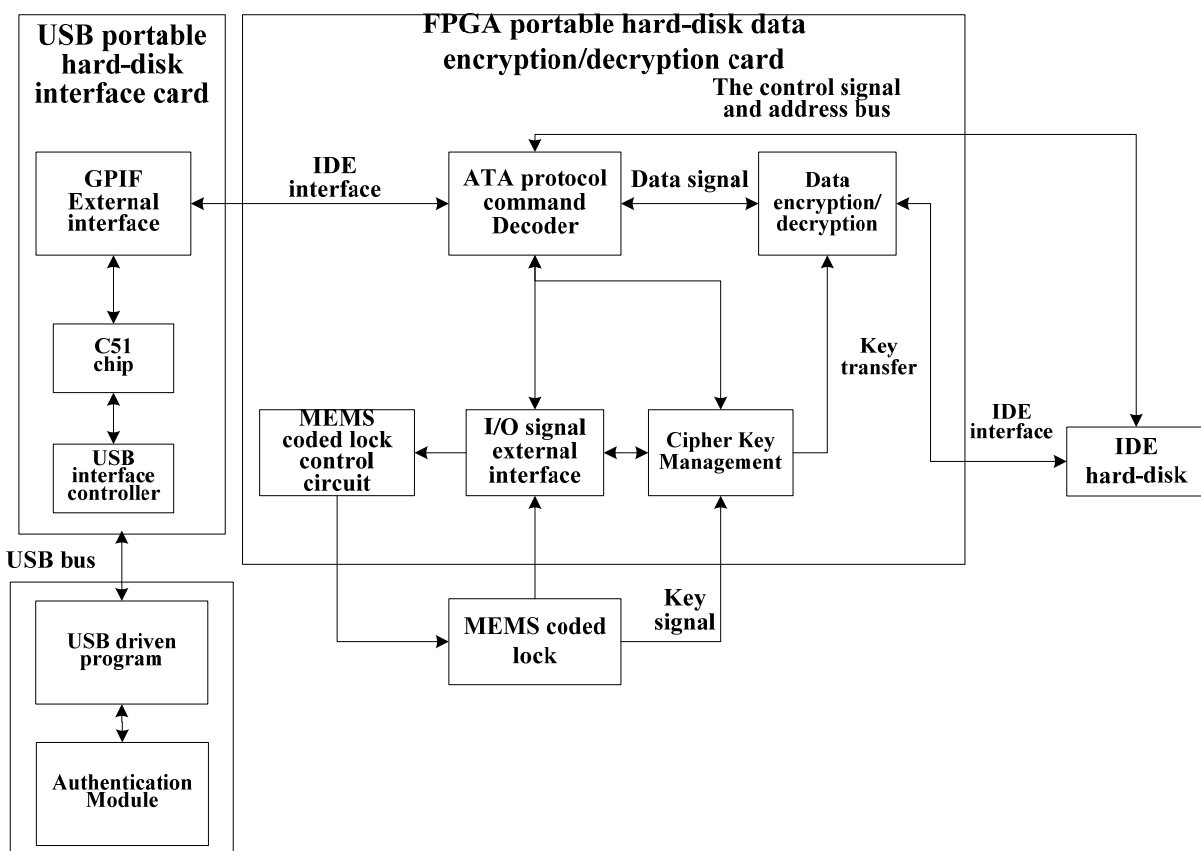 USB portable
hard-disk
interface card
GPIF
External
interface
C51
chip
USB
interface
controller
USB bus
USB driven
program
Authentication
Module
FPGA portable hard-disk data
encryption/decryption card
The control signal
and address bus
IDE
interface
ATA protocol
command
Decoder
Data signal
Data
encryption/
decryption
Key
transfer
MEMS
coded lock
control
circuit
I/O signal
external
interface
Cipher Key
Management
IDE
interface
IDE
hard-disk
Key
signal
MEMS coded
lock